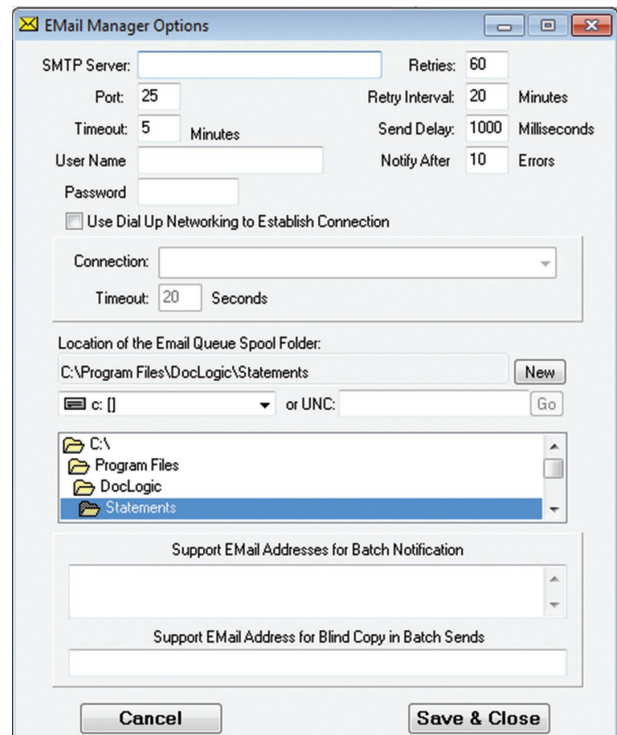 EMail Manager Options
SMTP Server: Retries: 60
Port: 25 Retry Interval: 20 Minutes
Timeout: 5 Minutes Send Delay: 1000 Milliseconds
User Name Notify After 10 Errors
Password
Use Dial Up Networking to Establish Connection
Connection:
Timeout: 20 Seconds
Location of the Email Queue Spool Folder:
C:\Program Files\DocLogic\Statements New
c: [] or UNC: Go
C:\
Program Files
DocLogic
Statements
Support EMail Addresses for Batch Notification
Support EMail Address for Blind Copy in Batch Sends
Cancel Save & Close